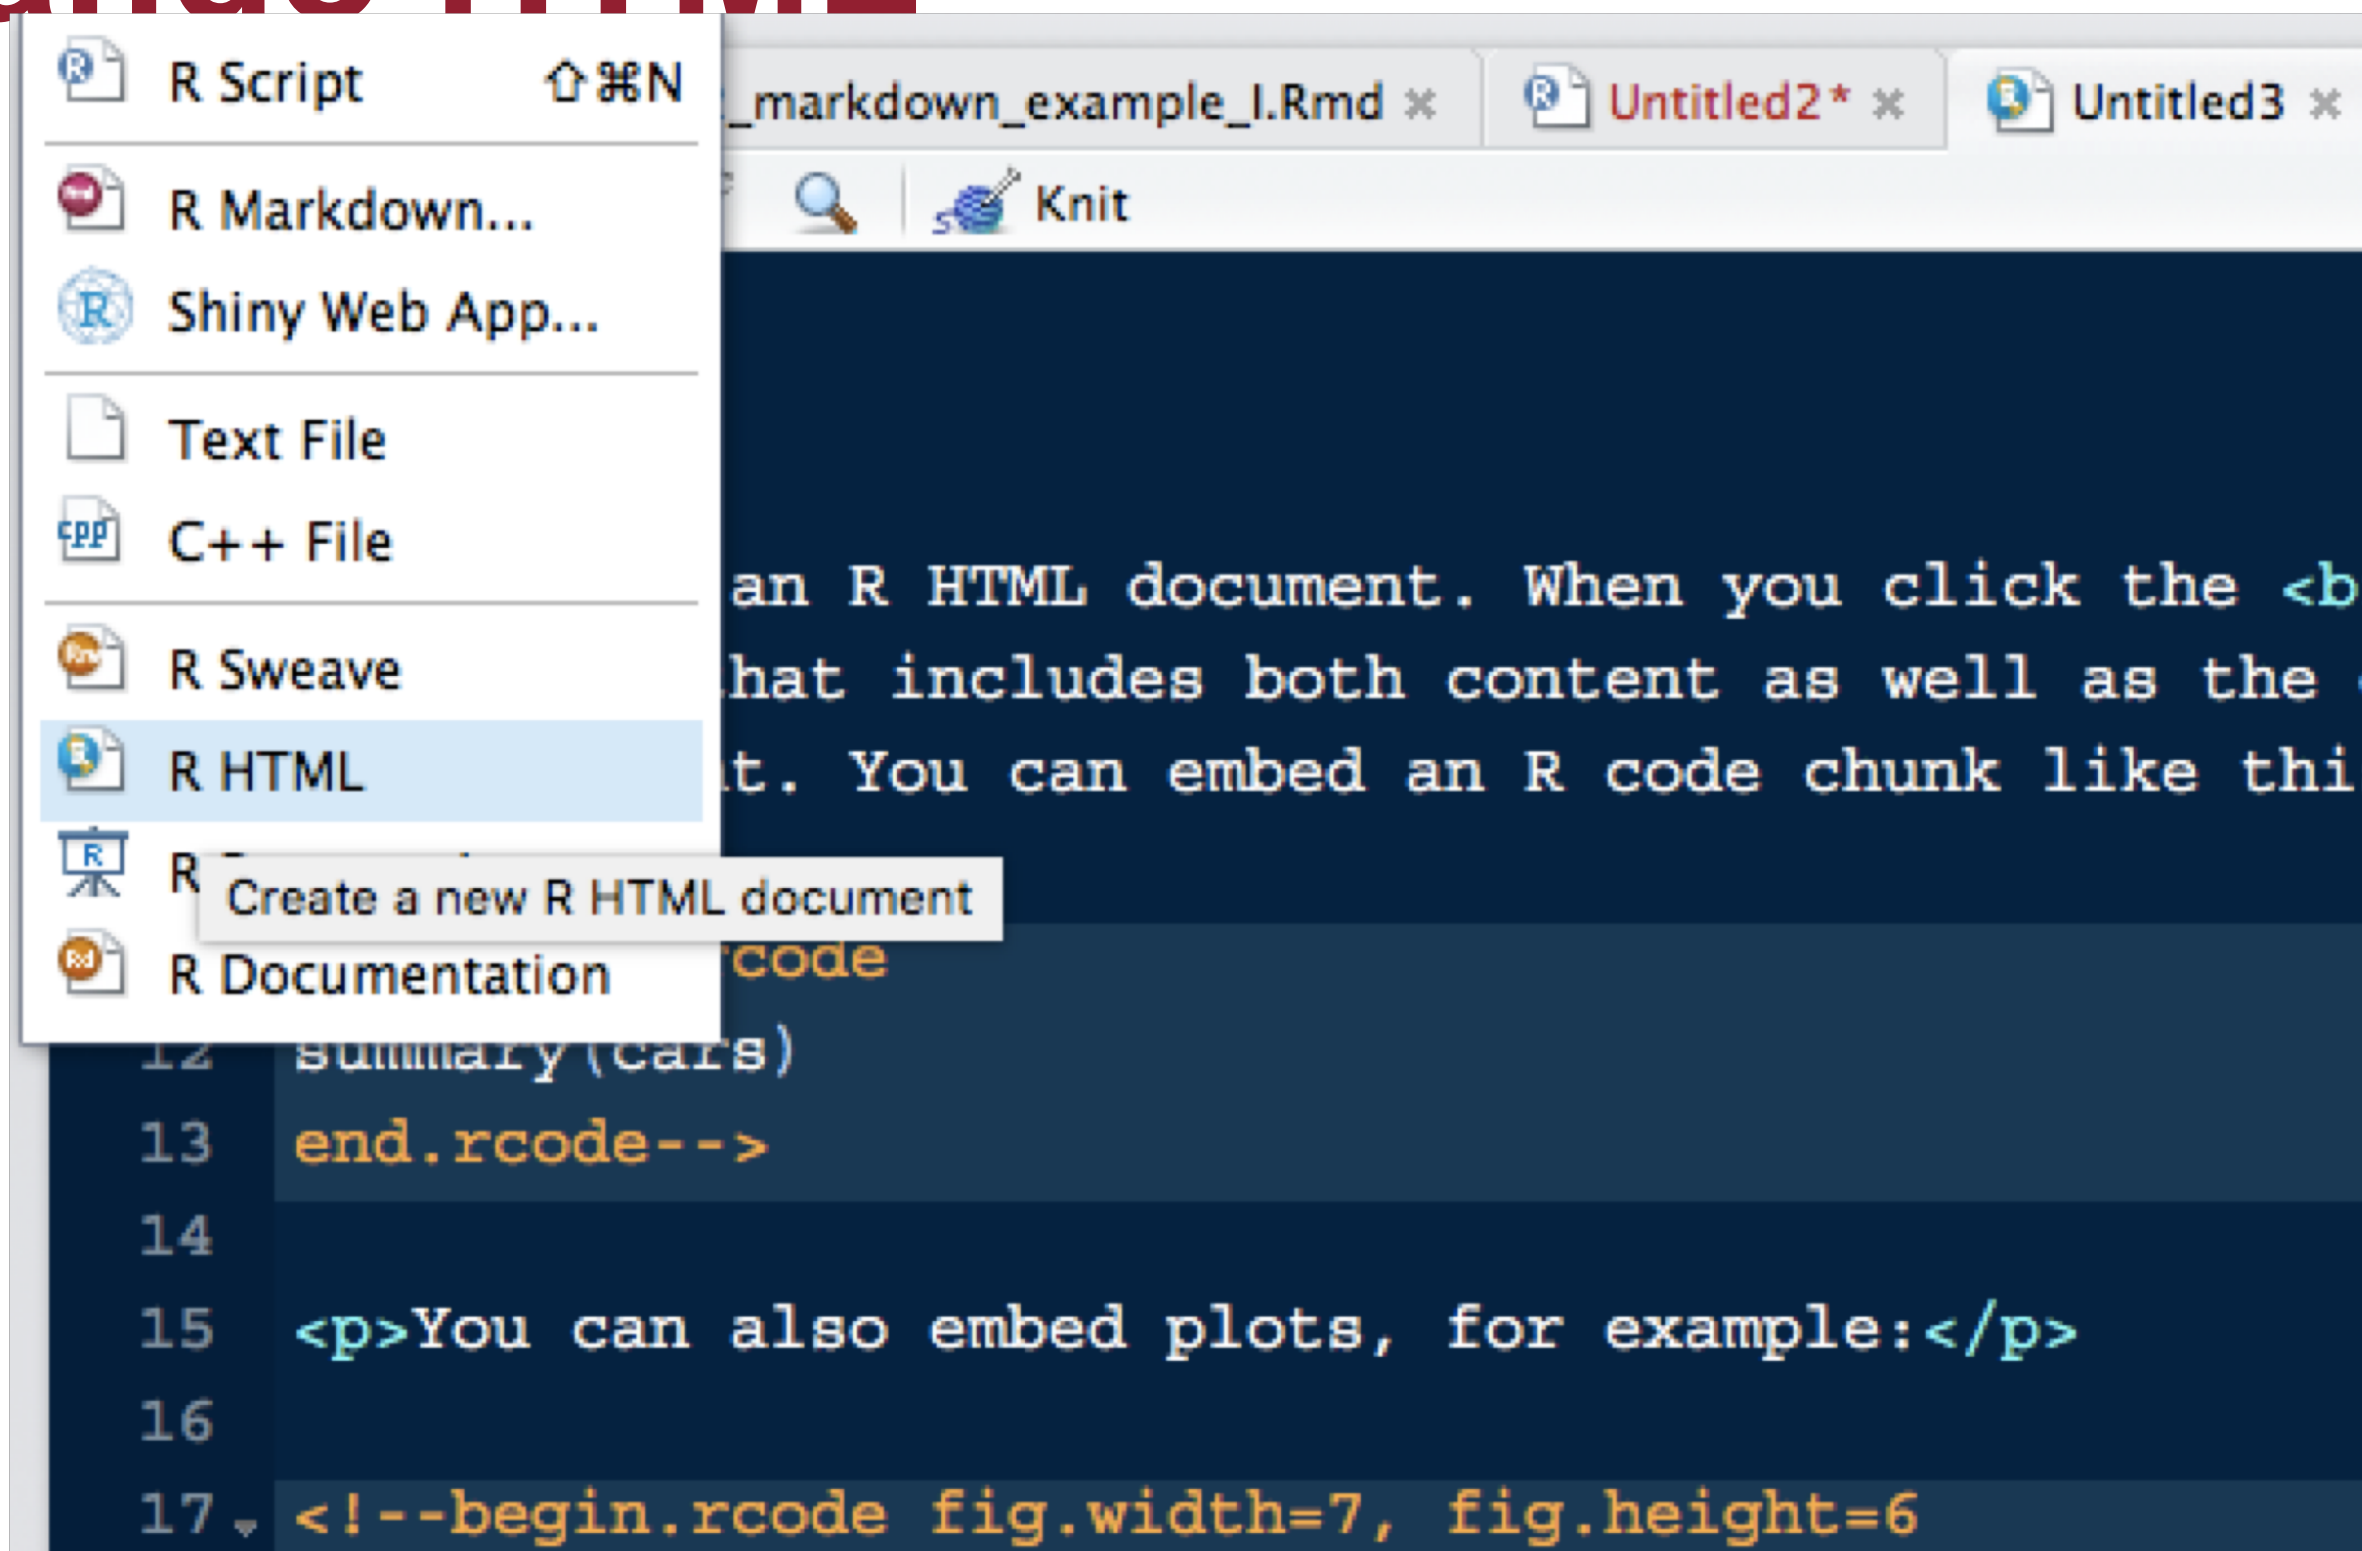 R Script ⇧⌘N
R Markdown...
Shiny Web App...
Text File
C++ File
R Sweave
R HTML
R
Create a new R HTML document
R Documentation
_markdown_example_I.Rmd Untitled2* Untitled3
Knit
an R HTML document. When you click the <b
hat includes both content as well as the
t. You can embed an R code chunk like thi
code
12 summary(cars)
13 end.rcode-->
14
15 <p>You can also embed plots, for example:</p>
16
17 <!--begin.rcode fig.width=7, fig.height=6